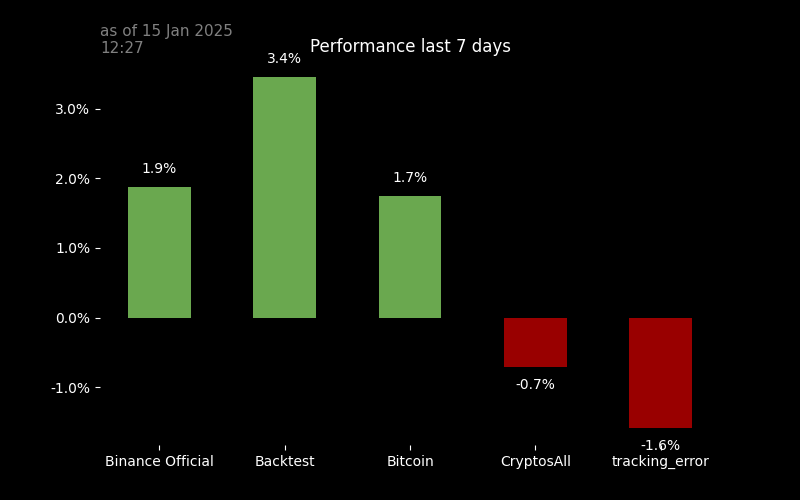 as of 15 Jan 2025
12:27
Performance last 7 days
3.4%
3.0%
1.9%
2.0%
1.7%
1.0%
0.0%
-0.7%
-1.0%
-1.6%
Binance Official
Backtest
Bitcoin
CryptosAll
tracking_error